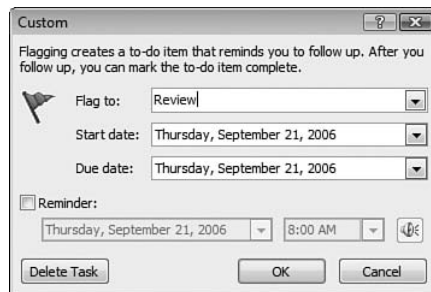 Custom
Flagging creates a to-do item that reminds you to follow up. After you
follow up, you can mark the to-do item complete.
Flag to: Review
Start date: Thursday, September 21, 2006
Due date: Thursday, September 21, 2006
Reminder:
Thursday, September 21, 2006 8:00 AM
Delete Task OK Cancel